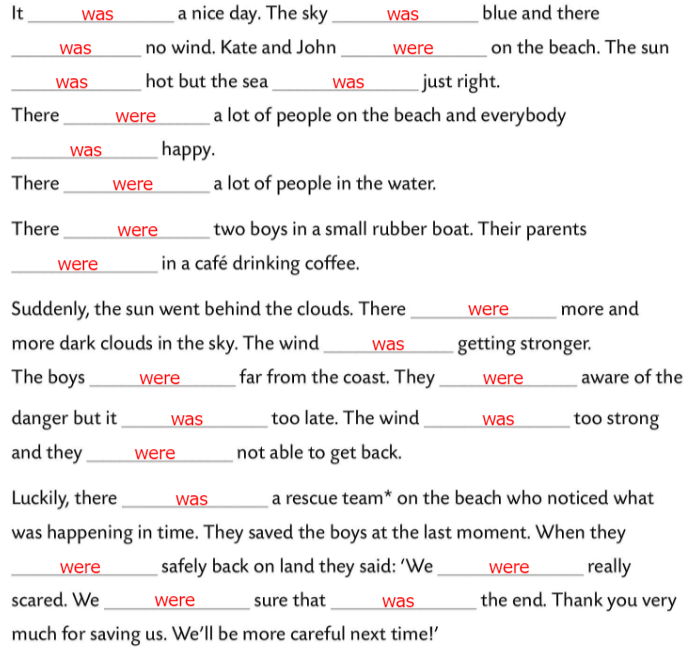 It was a nice day. The sky was blue and there
was no wind. Kate and John were on the beach. The sun
was hot but the sea was just right.
There were a lot of people on the beach and everybody
was happy.
There were a lot of people in the water.
There were two boys in a small rubber boat. Their parents
were in a café drinking coffee.
Suddenly, the sun went behind the clouds. There were more and
more dark clouds in the sky. The wind was getting stronger.
The boys were far from the coast. They were aware of the
danger but it was too late. The wind was too strong
and they were not able to get back.
Luckily, there was a rescue team* on the beach who noticed what
was happening in time. They saved the boys at the last moment. When they
were safely back on land they said: ‘We were really
scared. We were sure that was the end. Thank you very
much for saving us. We’ll be more careful next time!’